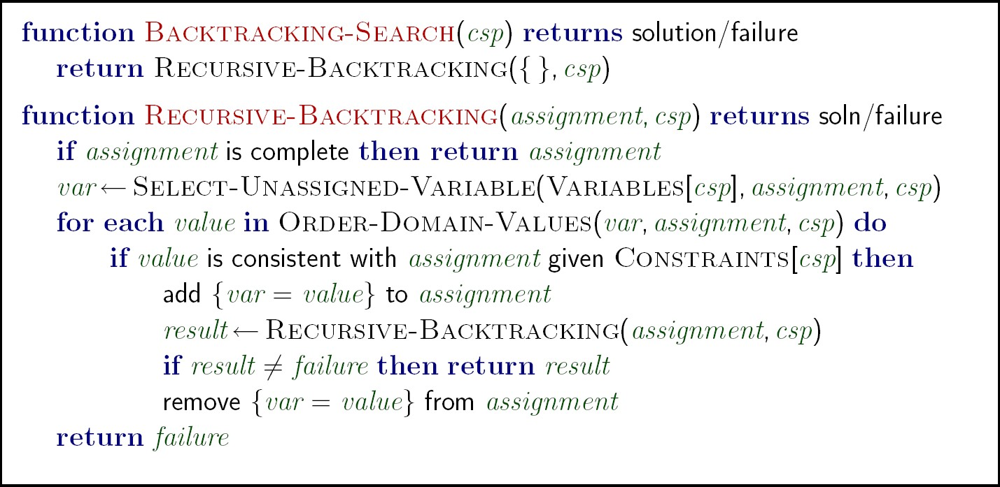 function BACKTRACKING-SEARCH(csp) returns solution/failure
return RECURSIVE-BACKTRACKING({ }, csp)
function RECURSIVE-BACKTRACKING(assignment, csp) returns soln/failure
if assignment is complete then return assignment
var ← SELECT-UNASSIGNED-VARIABLE(VARIABLES[csp], assignment, csp)
for each value in ORDER-DOMAIN-VALUES(var, assignment, csp) do
if value is consistent with assignment given CONSTRAINTS[csp] then
add {var = value} to assignment
result ← RECURSIVE-BACKTRACKING(assignment, csp)
if result ≠ failure then return result
remove {var = value} from assignment
return failure